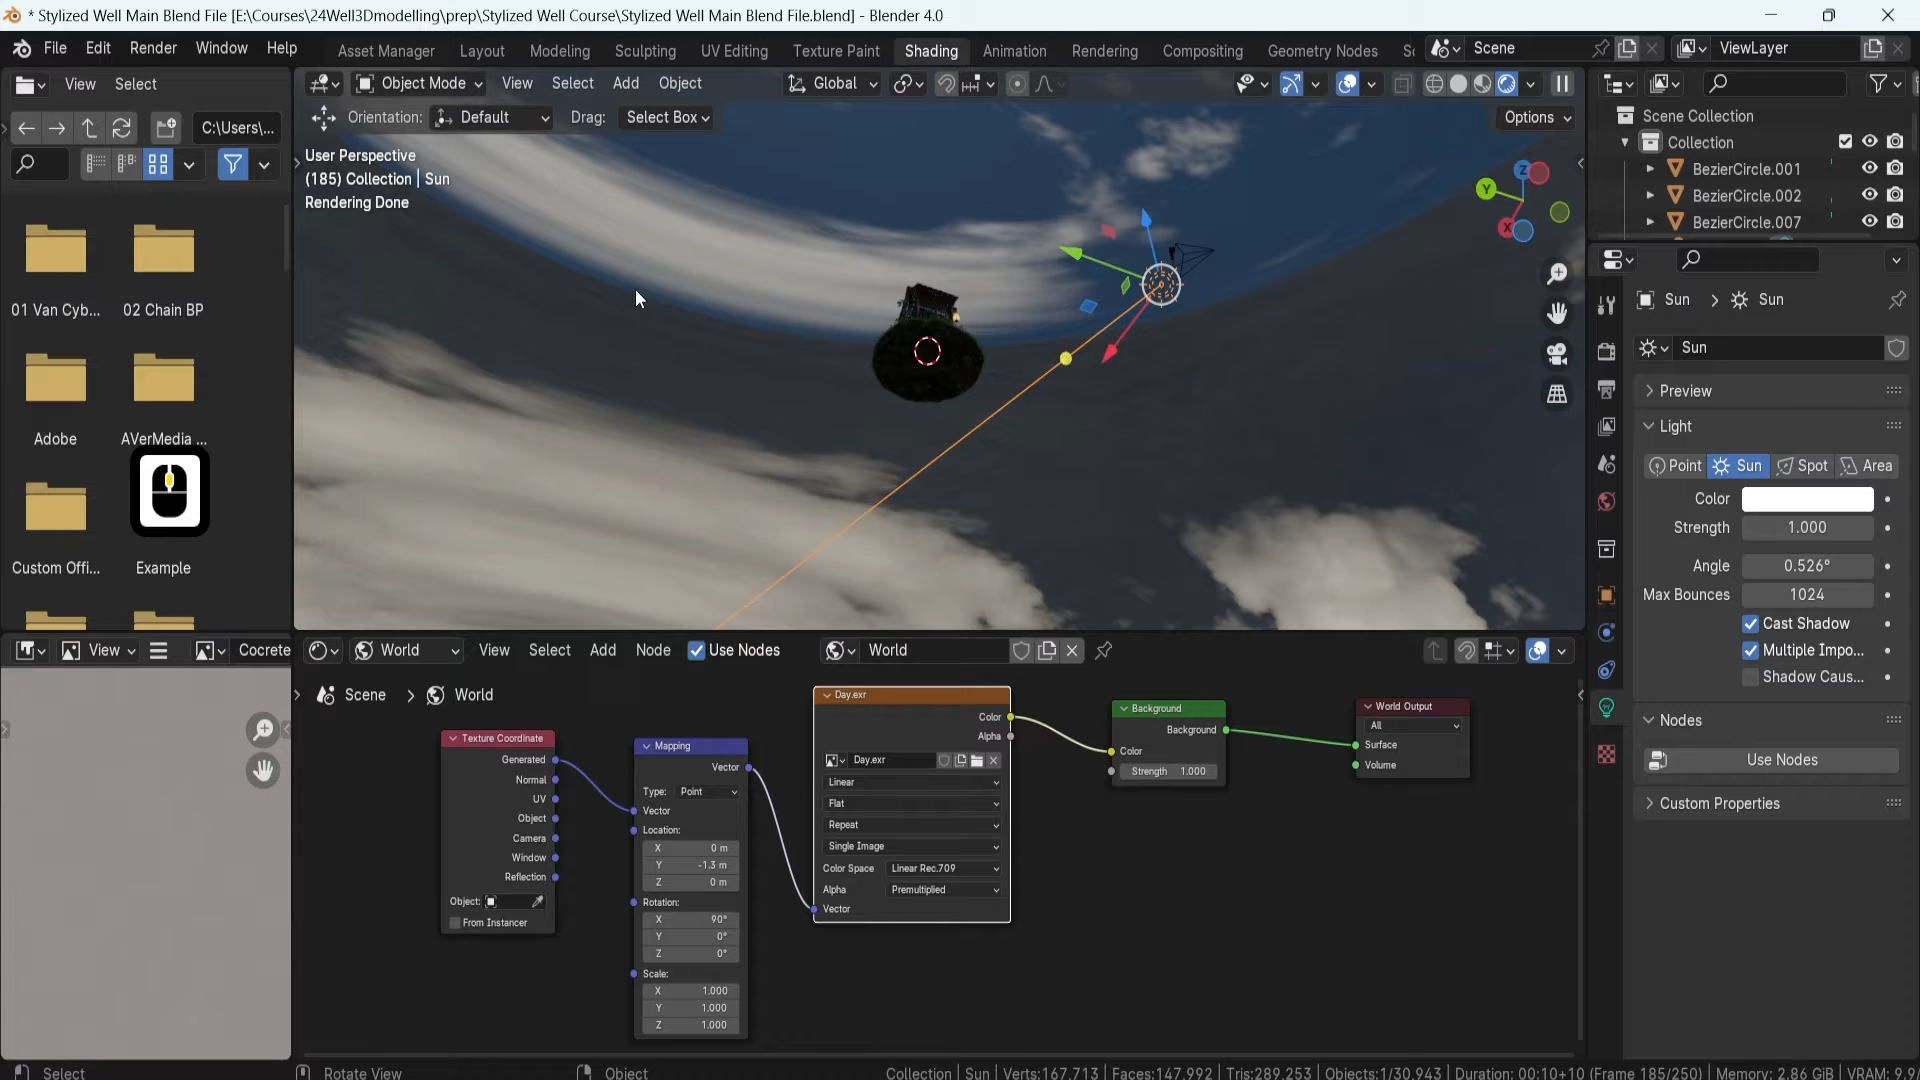 * Stylized Well Main Blend File [E:\Courses\24Well3Dmodelling\prep\Stylized Well Course\Stylized Well Main Blend File.blend] - Blender 4.0
File Edit Render Window Help
Asset Manager Layout Modeling Sculpting UV Editing Texture Paint Shading Animation Rendering Compositing Geometry Nodes
Scene ViewLayer
View Select
Object Mode View Select Add Object Global
C:\Users\...
Orientation: Default Drag: Select Box Options
User Perspective
(185) Collection | Sun
Rendering Done
Scene Collection
Collection
BezierCircle.001
BezierCircle.002
BezierCircle.007
X
Y
Z
01 Van Cyb... 02 Chain BP
Adobe AVerMedia ...
Custom Offi... Example
Sun > Sun
Sun
Preview
Light
Point Sun Spot Area
Color
Strength 1.000
Angle 0.526°
Max Bounces 1024
Cast Shadow
Multiple Impo...
Shadow Caus...
Nodes
Use Nodes
Custom Properties
View Cocrete
World View Select Add Node Use Nodes World
Scene > World
Texture Coordinate
Generated
Normal
UV
Object
Camera
Window
Reflection
Object:
From Instancer
Mapping
Vector
Type: Point
Vector
Location:
X 0 m
Y -1.3 m
Z 0 m
Rotation:
X 90°
Y 0°
Z 0°
Scale:
X 1.000
Y 1.000
Z 1.000
Day.exr
Color
Alpha
Day.exr
Linear
Flat
Repeat
Single Image
Color Space Linear Rec.709
Alpha Premultiplied
Vector
Background
Background
Color
Strength 1.000
World Output
All
Surface
Volume
Select Rotate View Object
Collection | Sun | Verts:167,713 | Faces:147,992 | Tris:289,253 | Objects:1/30,943 | Duration: 00:10+10 (Frame 185/250) | Memory: 2.86 GiB | VRAM: 9.9/